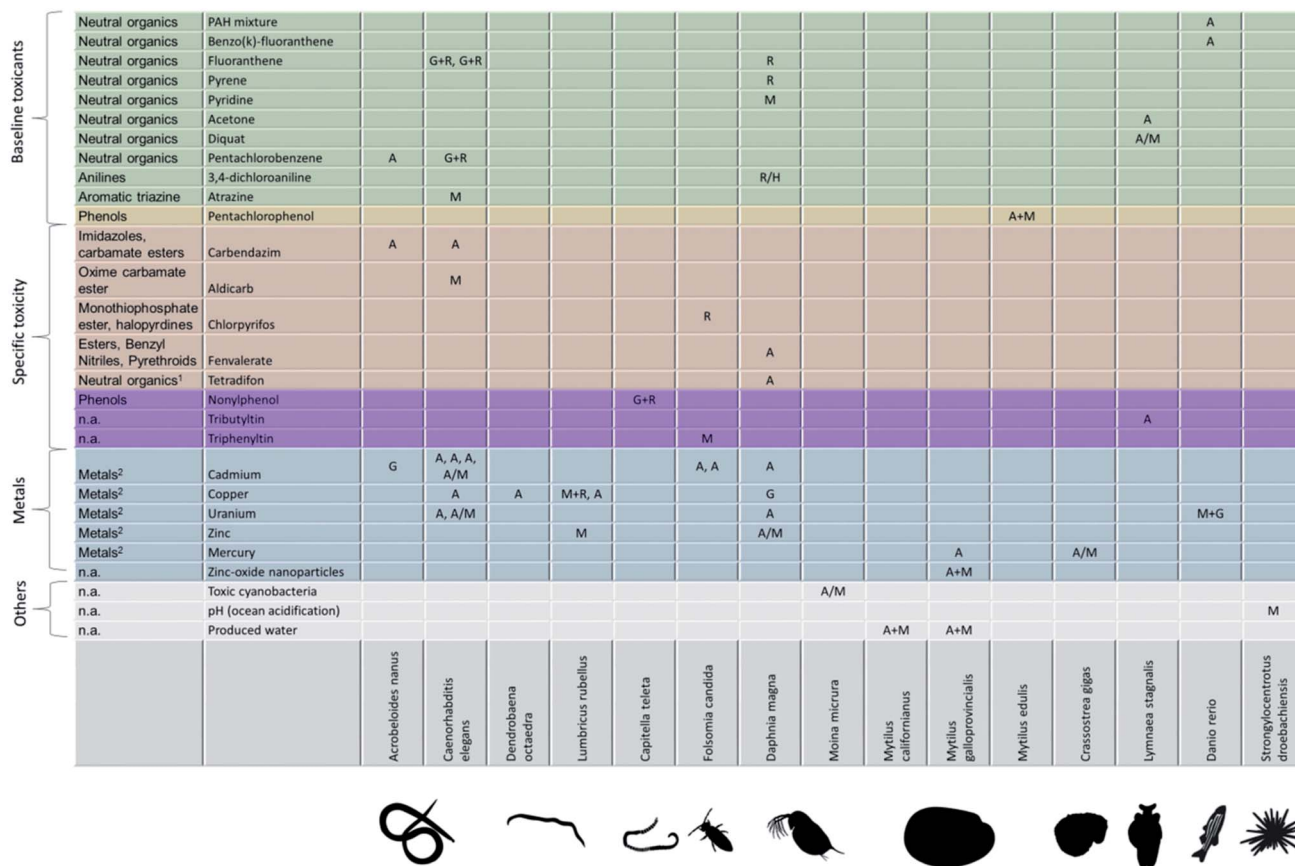 Baseline toxicants
Neutral organics PAH mixture A
Neutral organics Benzo(k)-fluoranthene A
Neutral organics Fluoranthene G+R, G+R R
Neutral organics Pyrene R
Neutral organics Pyridine M
Neutral organics Acetone A
Neutral organics Diquat A/M
Neutral organics Pentachlorobenzene A G+R
Anilines 3,4-dichloroaniline R/H
Aromatic triazine Atrazine M
Phenols Pentachlorophenol A+M
Specific toxicity
Imidazoles,
carbamate esters Carbendazim A A
Oxime carbamate
ester Aldicarb M
Monothiophosphate
ester, halopyrdines Chlorpyrifos R
Esters, Benzyl
Nitriles, Pyrethroids Fenvalerate A
Neutral organics¹ Tetradifon A
Phenols Nonylphenol G+R
n.a. Tributyltin A
n.a. Triphenyltin M
Metals
Metals² Cadmium G A, A, A,
A/M A, A A
Metals² Copper A A M+R, A G
Metals² Uranium A, A/M A M+G
Metals² Zinc M A/M
Metals² Mercury A A/M
n.a. Zinc-oxide nanoparticles A+M
Others
n.a. Toxic cyanobacteria A/M
n.a. pH (ocean acidification) M
n.a. Produced water A+M A+M
Acrobeloides nanus
Caenorhabditis
elegans
Dendrobaena
octaedra
Lumbricus rubellus
Capitella teleta
Folsomia candida
Daphnia magna
Moina micrura
Mytilus
californianus
Mytilus
galloprovincialis
Mytilus edulis
Crassostrea gigas
Lymnaea stagnalis
Danio rerio
Strongylocentrotus
droebachiensis